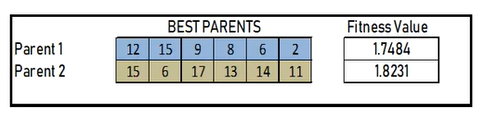 BEST PARENTS Fitness Value
Parent 1 12 15 9 8 6 2 1.7484
Parent 2 15 6 17 13 14 11 1.8231